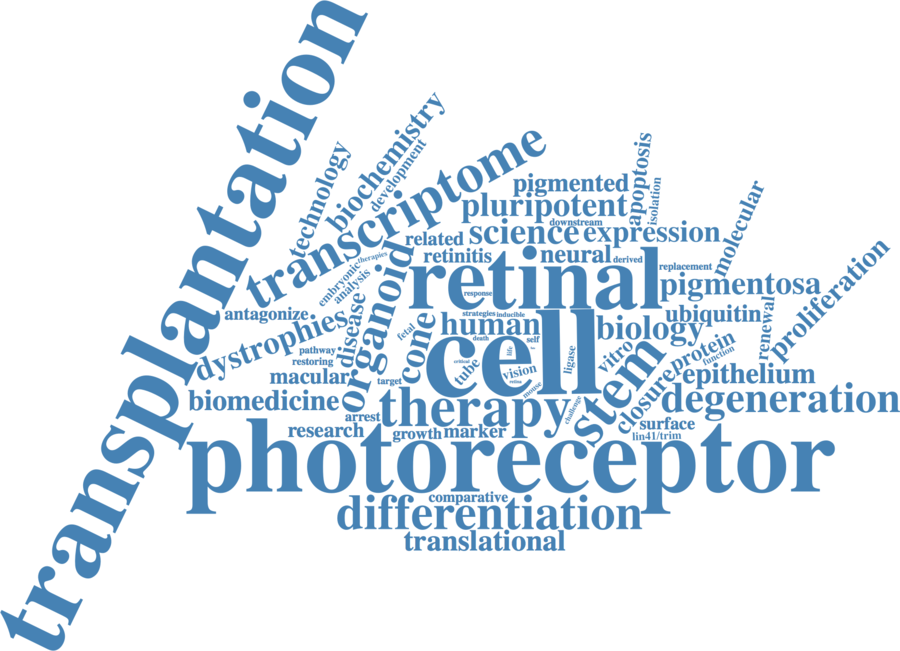 transplantation
technology
biochemistry
development
transcriptome
apoptosis
isolation
pigmented
pluripotent
downstream
related
science
expression
molecular
retinitis
neural
derived
replacement
therapies
embryonic
analysis
organoid
retinal
response
pigmentosa
proliferation
antagonize
disease
strategies
inducible
human
biology
ubiquitin
renewal
dystrophies
fetal
cone
death
self
cell
pathway
restoring
critical
life
tube
vision
retina
mouse
ligase
vitro
protein
function
macular
target
epithelium
biomedicine
arrest
therapy
challenge
stem
closure
degeneration
research
growth
marker
surface
lin41/trim
photoreceptor
comparative
differentiation
translational